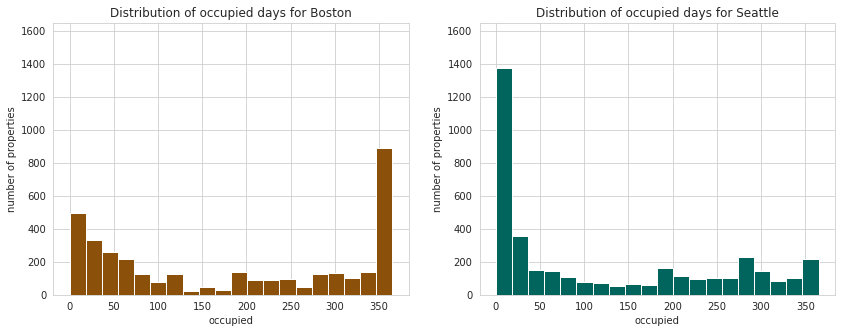 Distribution of occupied days for Boston
1600
1400
1200
1000
800
600
400
200
0
number of properties
0 50 100 150 200 250 300 350
occupied
Distribution of occupied days for Seattle
1600
1400
1200
1000
800
600
400
200
0
number of properties
0 50 100 150 200 250 300 350
occupied